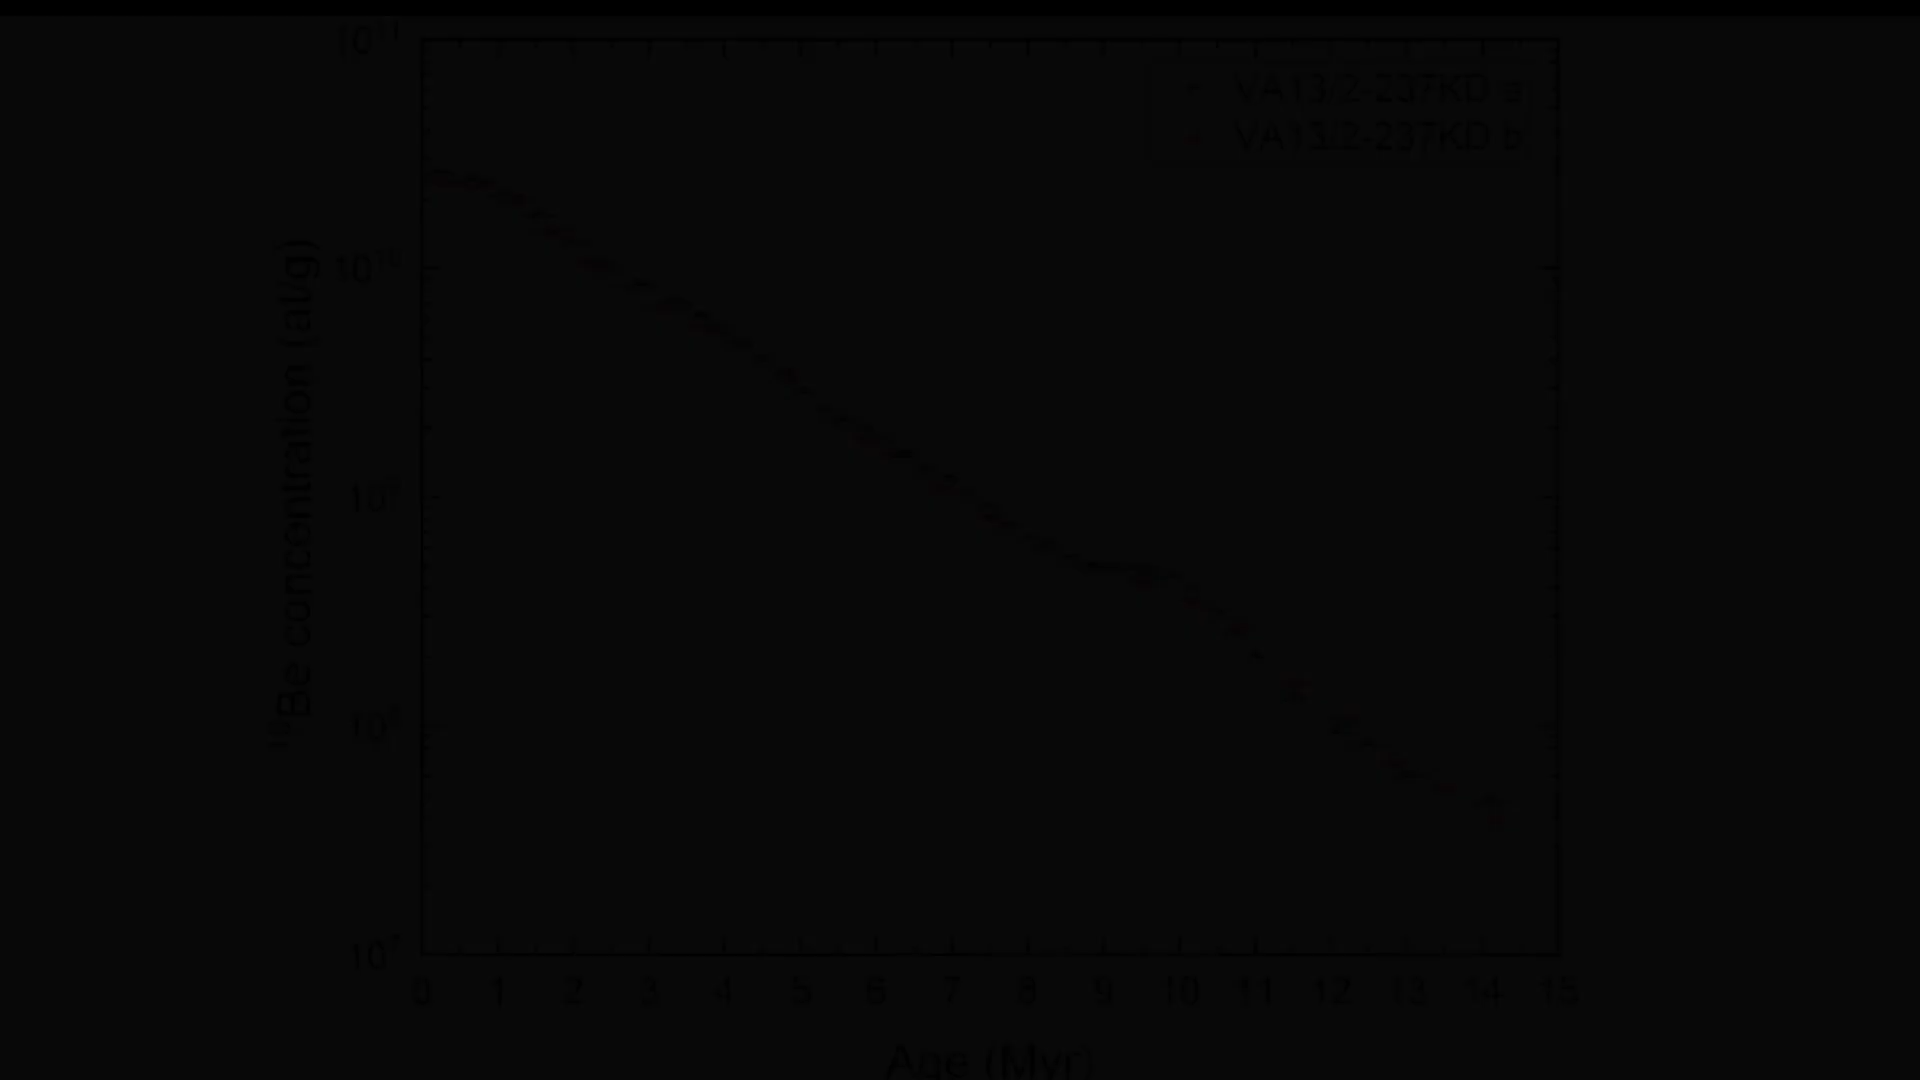 10¹¹
VA13/2-237KD a
VA13/2-237KD b
10¹⁰
10⁹
10⁸
10⁷
¹⁰Be concentration (at/g)
0 1 2 3 4 5 6 7 8 9 10 11 12 13 14 15
Age (Myr)